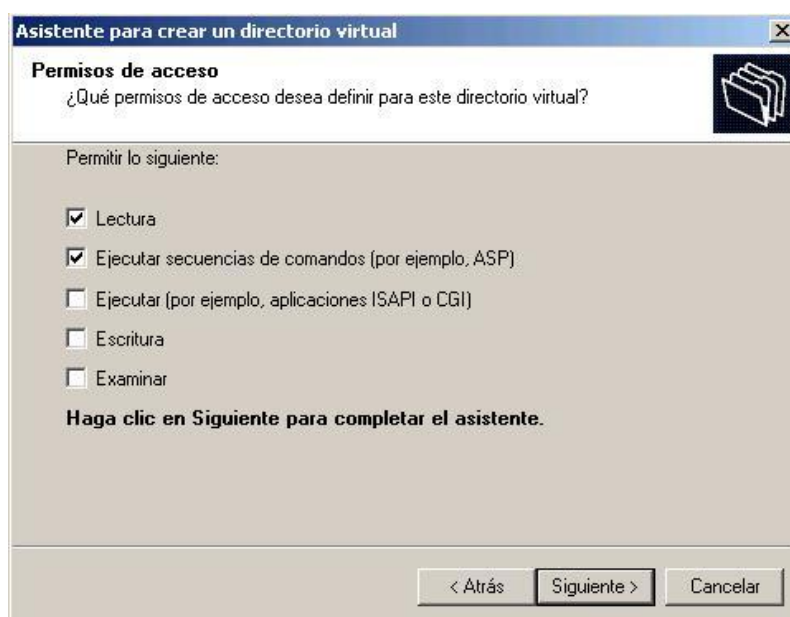 Asistente para crear un directorio virtual
Permisos de acceso
¿Qué permisos de acceso desea definir para este directorio virtual?
Permitir lo siguiente:
Lectura
Ejecutar secuencias de comandos (por ejemplo, ASP)
Ejecutar (por ejemplo, aplicaciones ISAPI o CGI)
Escritura
Examinar
Haga clic en Siguiente para completar el asistente.
< Atrás Siguiente > Cancelar